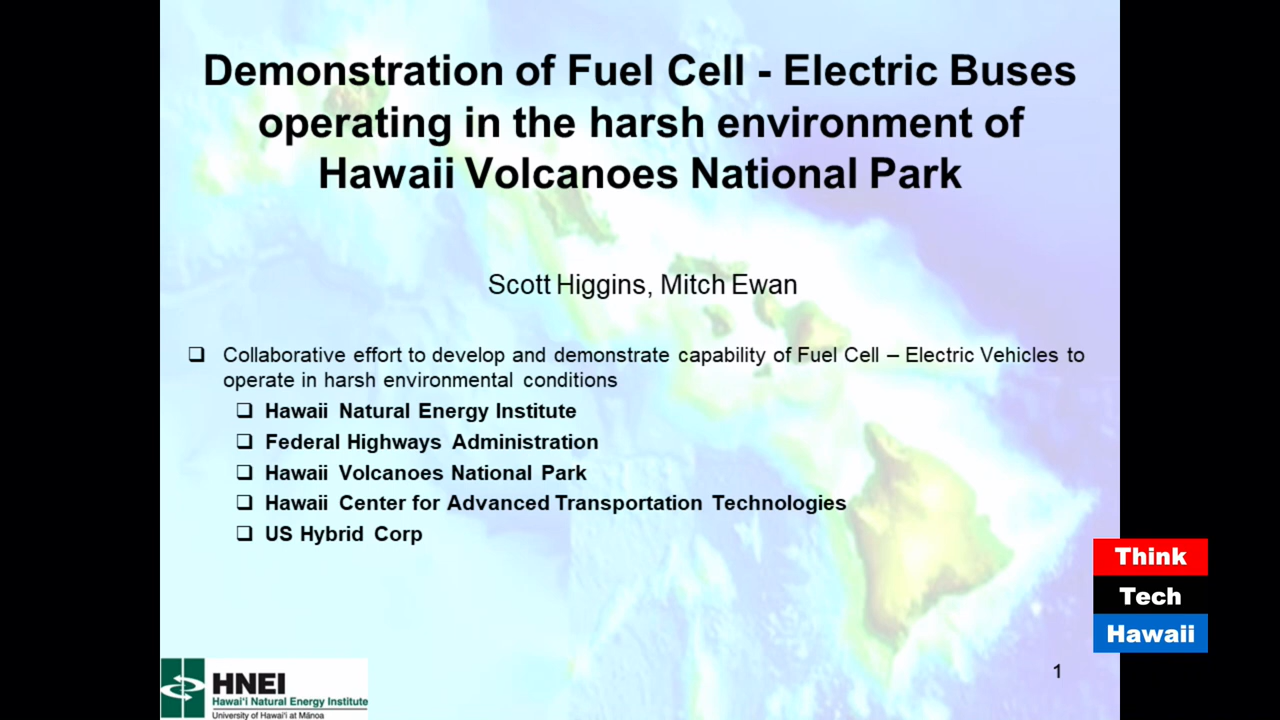 Demonstration of Fuel Cell - Electric Buses
operating in the harsh environment of
Hawaii Volcanoes National Park
Scott Higgins, Mitch Ewan
❑ Collaborative effort to develop and demonstrate capability of Fuel Cell – Electric Vehicles to
operate in harsh environmental conditions
❑ Hawaii Natural Energy Institute
❑ Federal Highways Administration
❑ Hawaii Volcanoes National Park
❑ Hawaii Center for Advanced Transportation Technologies
❑ US Hybrid Corp
Think
Tech
Hawaii
1
HNEI
Hawai‘i Natural Energy Institute
University of Hawai‘i at Mānoa